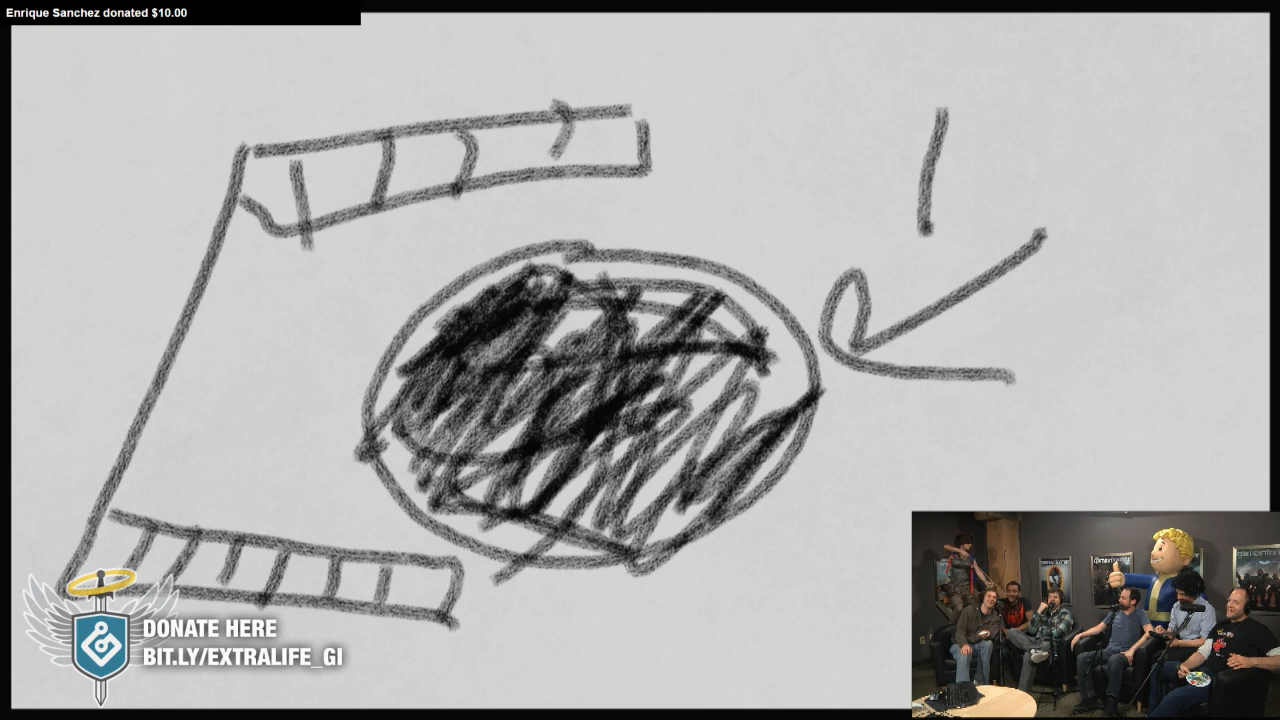 Enrique Sanchez donated $10.00
DONATE HERE
BIT.LY/EXTRALIFE_GI